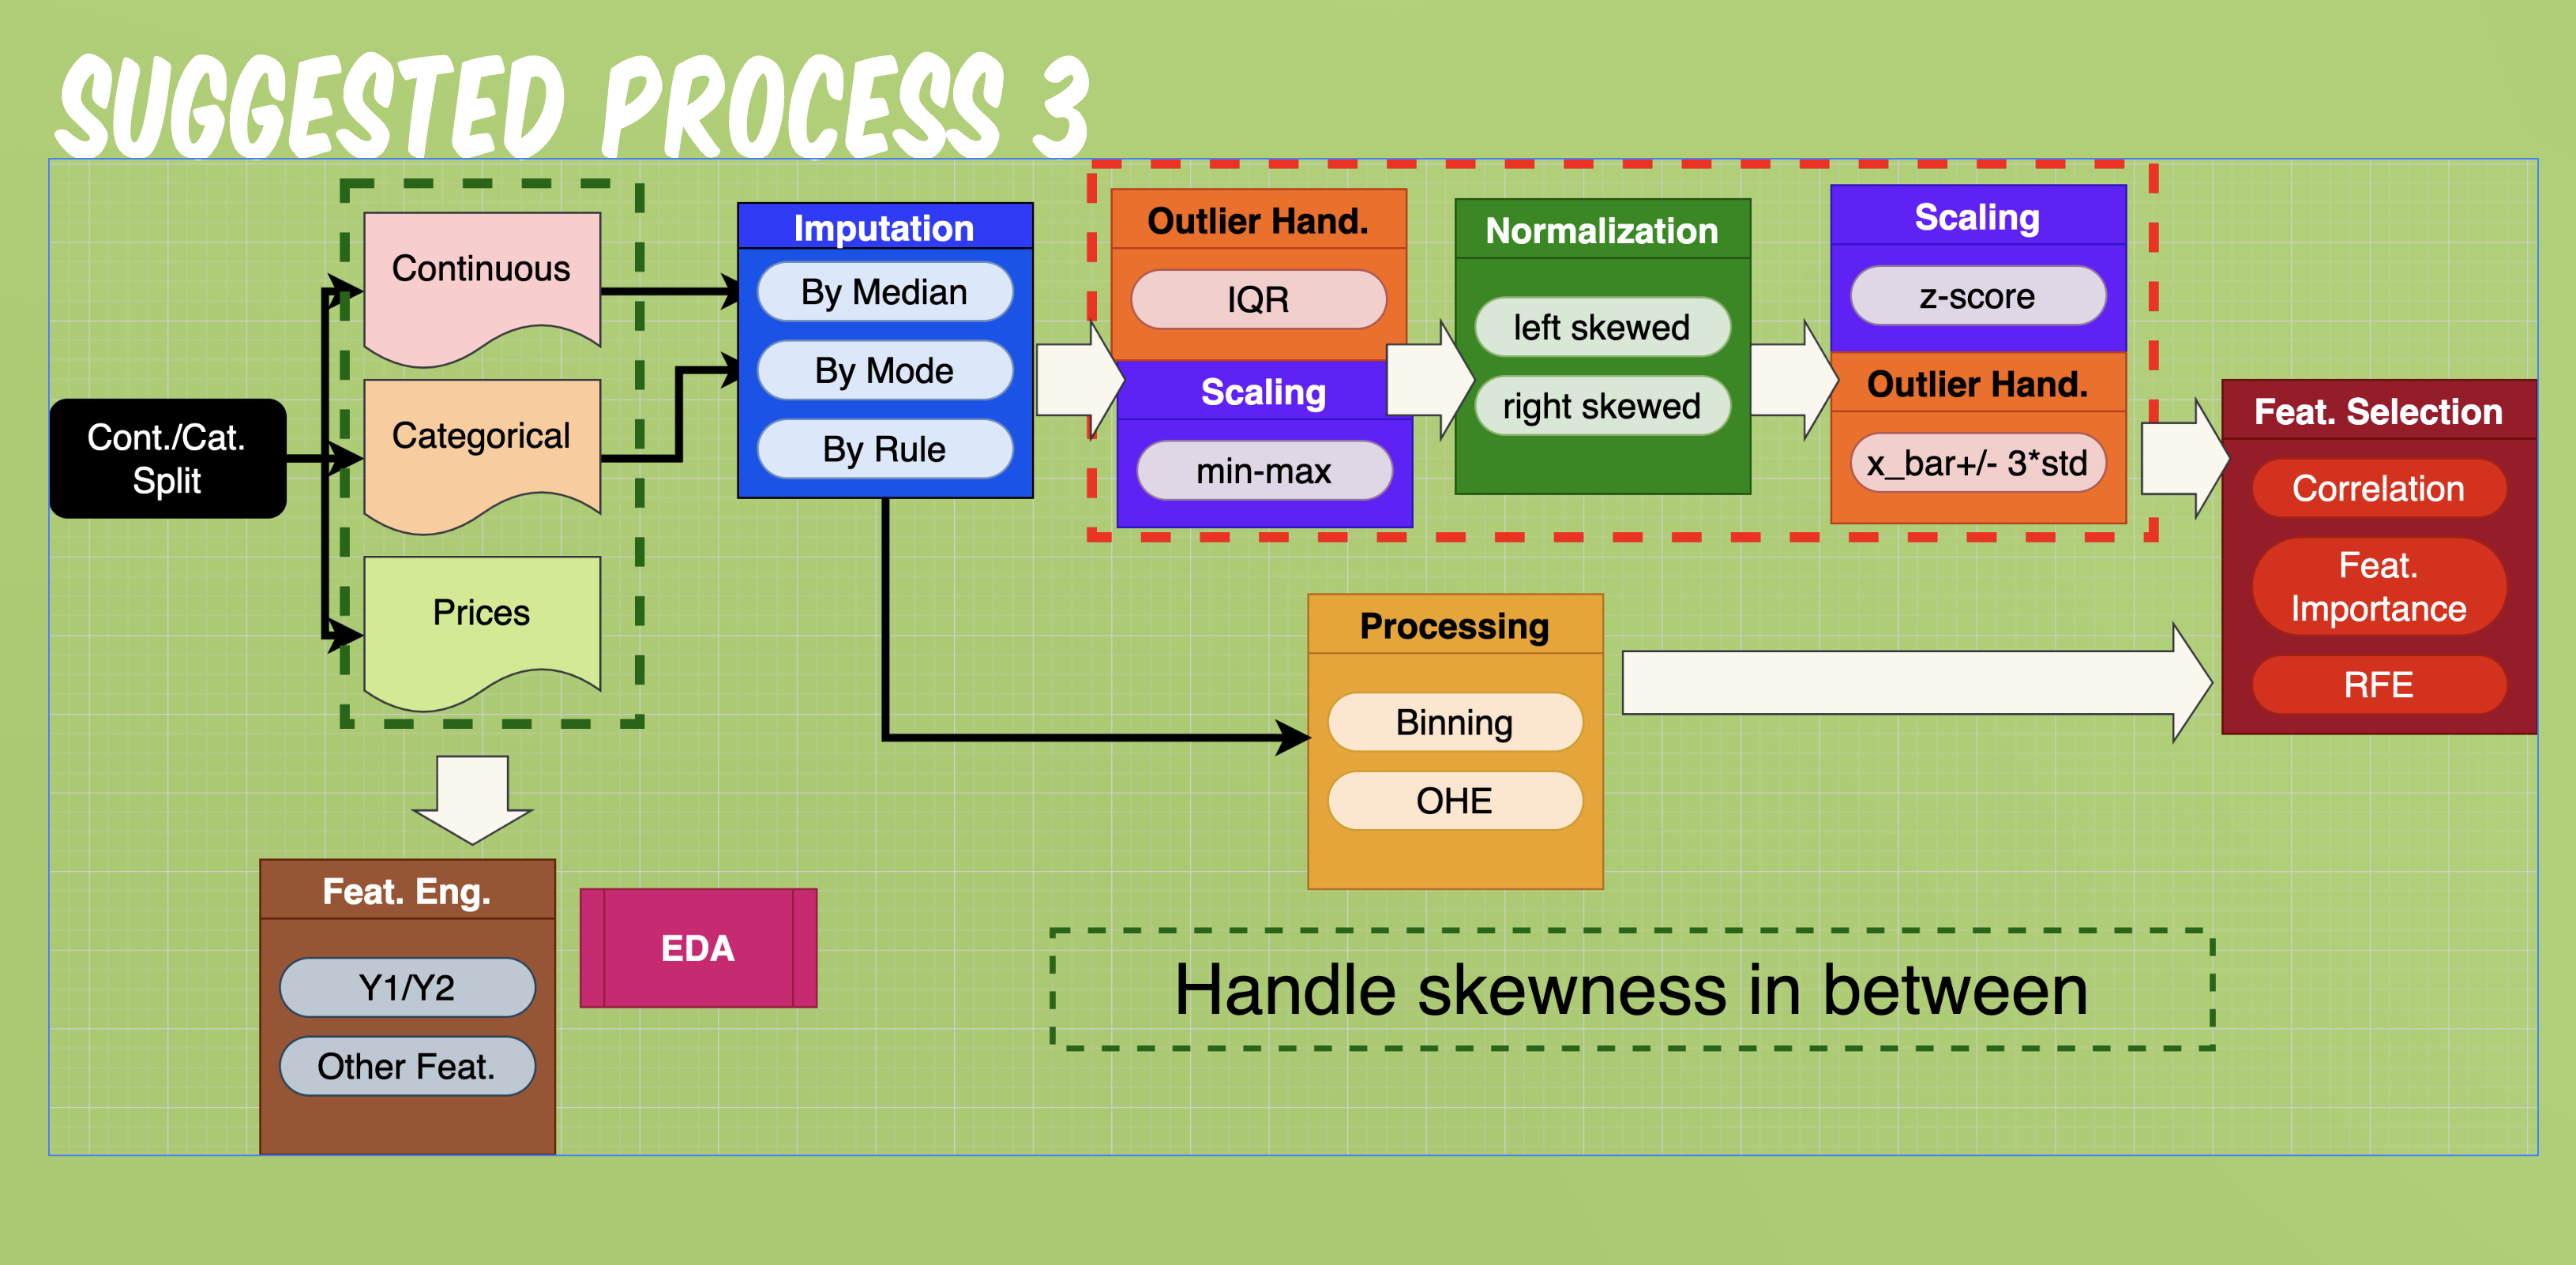 SUGGESTED PROCESS 3
Cont./Cat.
Split
Continuous
Categorical
Prices
Imputation
By Median
By Mode
By Rule
Outlier Hand.
IQR
Scaling
min-max
Normalization
left skewed
right skewed
Scaling
z-score
Outlier Hand.
x_bar+/- 3*std
Feat. Selection
Correlation
Feat.
Importance
RFE
Processing
Binning
OHE
Feat. Eng.
Y1/Y2
Other Feat.
EDA
Handle skewness in between